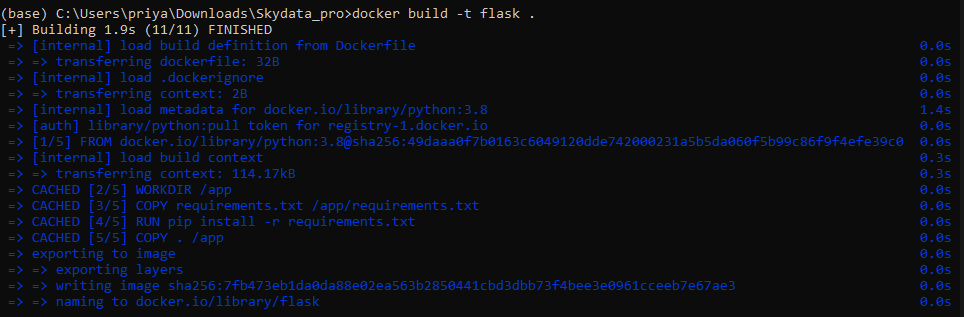 (base) C:\Users\priya\Downloads\Skydata_pro>docker build -t flask .
[+] Building 1.9s (11/11) FINISHED
=> [internal] load build definition from Dockerfile 0.0s
=> => transferring dockerfile: 32B 0.0s
=> [internal] load .dockerignore 0.0s
=> => transferring context: 2B 0.0s
=> [internal] load metadata for docker.io/library/python:3.8 1.4s
=> [auth] library/python:pull token for registry-1.docker.io 0.0s
=> [1/5] FROM docker.io/library/python:3.8@sha256:49daaa0f7b0163c6049120dde742000231a5b5da060f5b99c86f9f4efe39c0 0.0s
=> [internal] load build context 0.3s
=> => transferring context: 114.17kB 0.3s
=> CACHED [2/5] WORKDIR /app 0.0s
=> CACHED [3/5] COPY requirements.txt /app/requirements.txt 0.0s
=> CACHED [4/5] RUN pip install -r requirements.txt 0.0s
=> CACHED [5/5] COPY . /app 0.0s
=> exporting to image 0.0s
=> => exporting layers 0.0s
=> => writing image sha256:7fb473eb1da0da88e02ea563b2850441cbd3dbb73f4bee3e0961cceeb7e67ae3 0.0s
=> => naming to docker.io/library/flask 0.0s